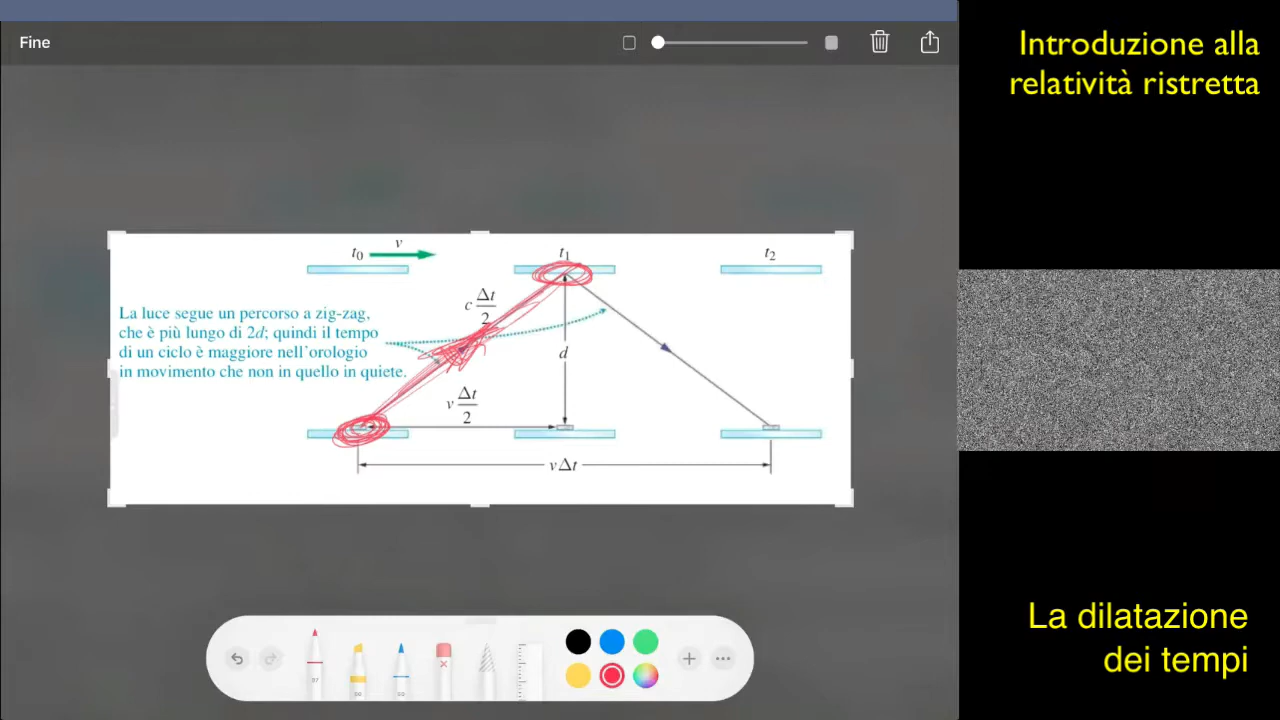 Fine
Introduzione alla
relatività ristretta
t0
v
t1
t2
c Δt/2
La luce segue un percorso a zig-zag,
che è più lungo di 2d; quindi il tempo
di un ciclo è maggiore nell'orologio
in movimento che non in quello in quiete.
d
v Δt/2
vΔt
La dilatazione
dei tempi